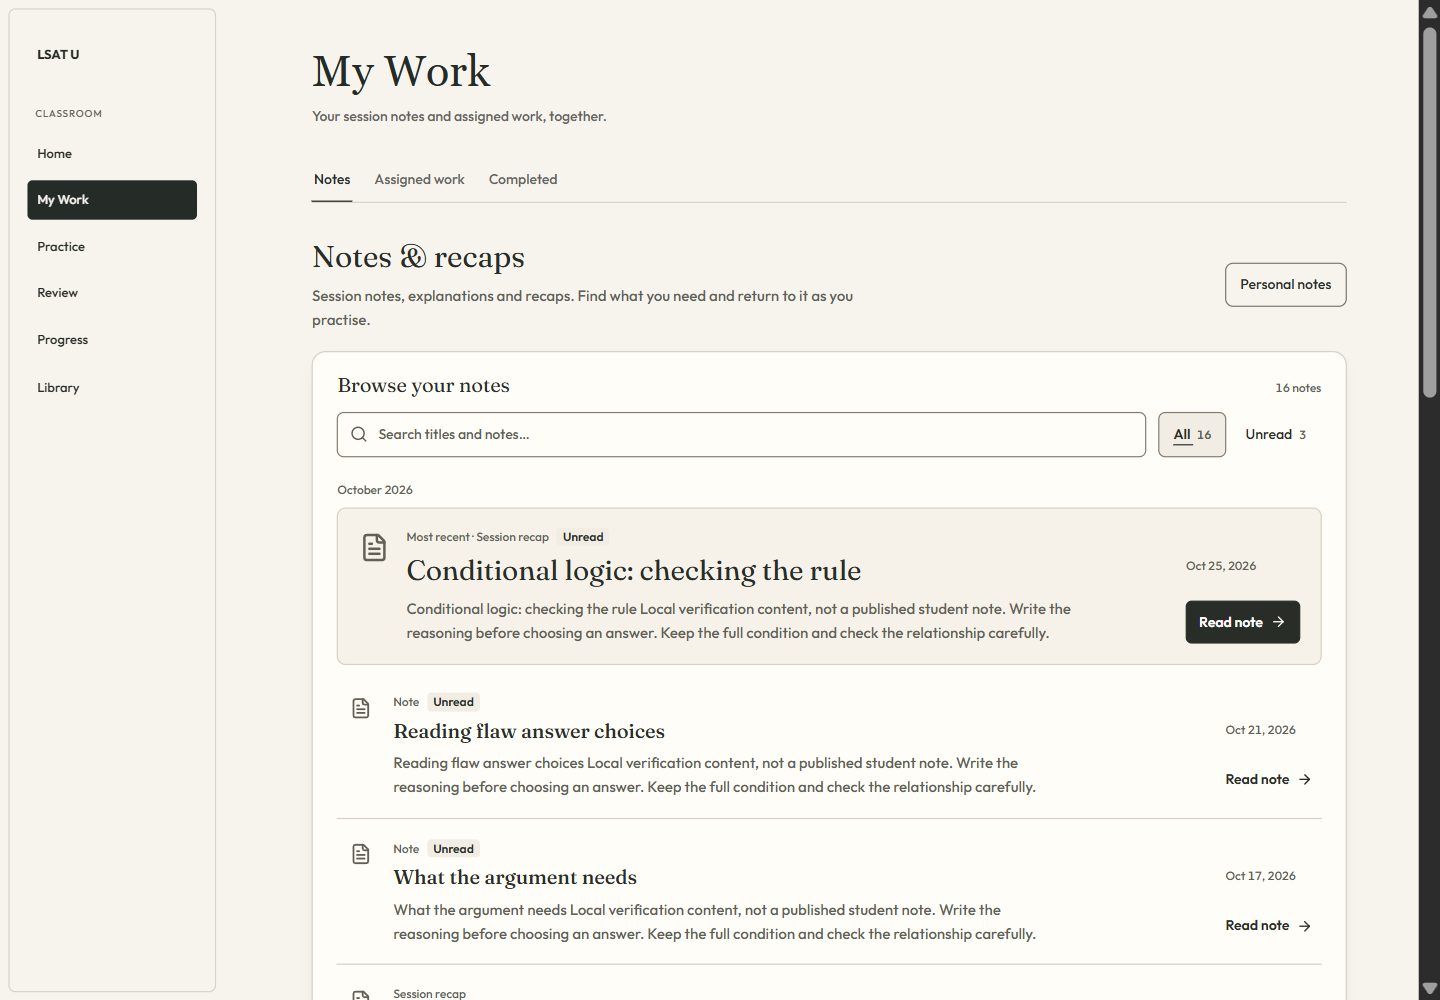 LSAT U
CLASSROOM
Home
My Work
Practice
Review
Progress
Library
My Work
Your session notes and assigned work, together.
Notes
Assigned work
Completed
Notes & recaps
Session notes, explanations and recaps. Find what you need and return to it as you
practise.
Personal notes
Browse your notes
16 notes
Search titles and notes...
All 16
Unread 3
October 2026
Most recent · Session recap Unread
Conditional logic: checking the rule
Conditional logic: checking the rule Local verification content, not a published student note. Write the
reasoning before choosing an answer. Keep the full condition and check the relationship carefully.
Oct 25, 2026
Read note →
Note Unread
Reading flaw answer choices
Reading flaw answer choices Local verification content, not a published student note. Write the
reasoning before choosing an answer. Keep the full condition and check the relationship carefully.
Oct 21, 2026
Read note →
Note Unread
What the argument needs
What the argument needs Local verification content, not a published student note. Write the
reasoning before choosing an answer. Keep the full condition and check the relationship carefully.
Oct 17, 2026
Read note →
Session recap